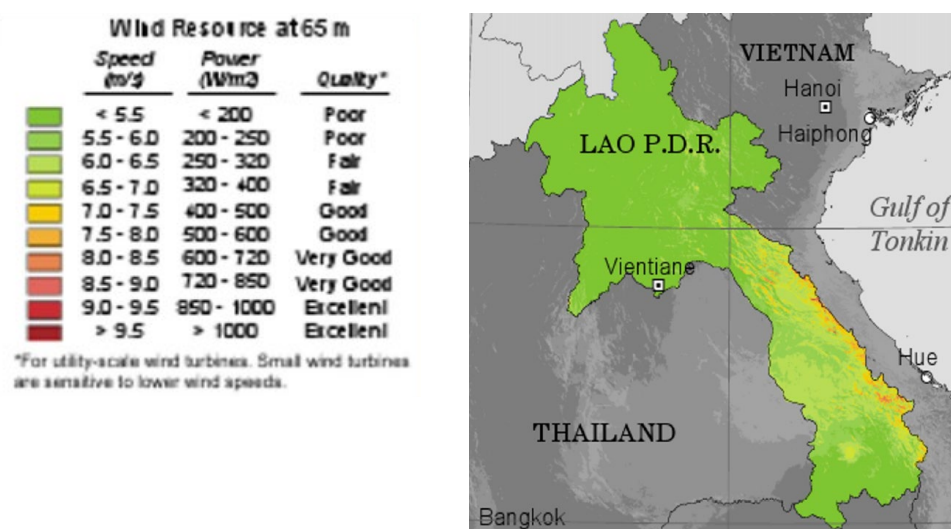 Wind Resource at 65 m
Speed Power
(m/s) (W/m2) Quality*
< 5.5 < 200 Poor
5.5 - 6.0 200 - 250 Poor
6.0 - 6.5 250 - 320 Fair
6.5 - 7.0 320 - 400 Fair
7.0 - 7.5 400 - 500 Good
7.5 - 8.0 500 - 600 Good
8.0 - 8.5 600 - 720 Very Good
8.5 - 9.0 720 - 850 Very Good
9.0 - 9.5 850 - 1000 Excellent
> 9.5 > 1000 Excellent
*For utility-scale wind turbines. Small wind turbines
are sensitive to lower wind speeds.
VIETNAM
Hanoi
Haiphong
LAO P.D.R.
Gulf of
Tonkin
Vientiane
Hue
THAILAND
Bangkok